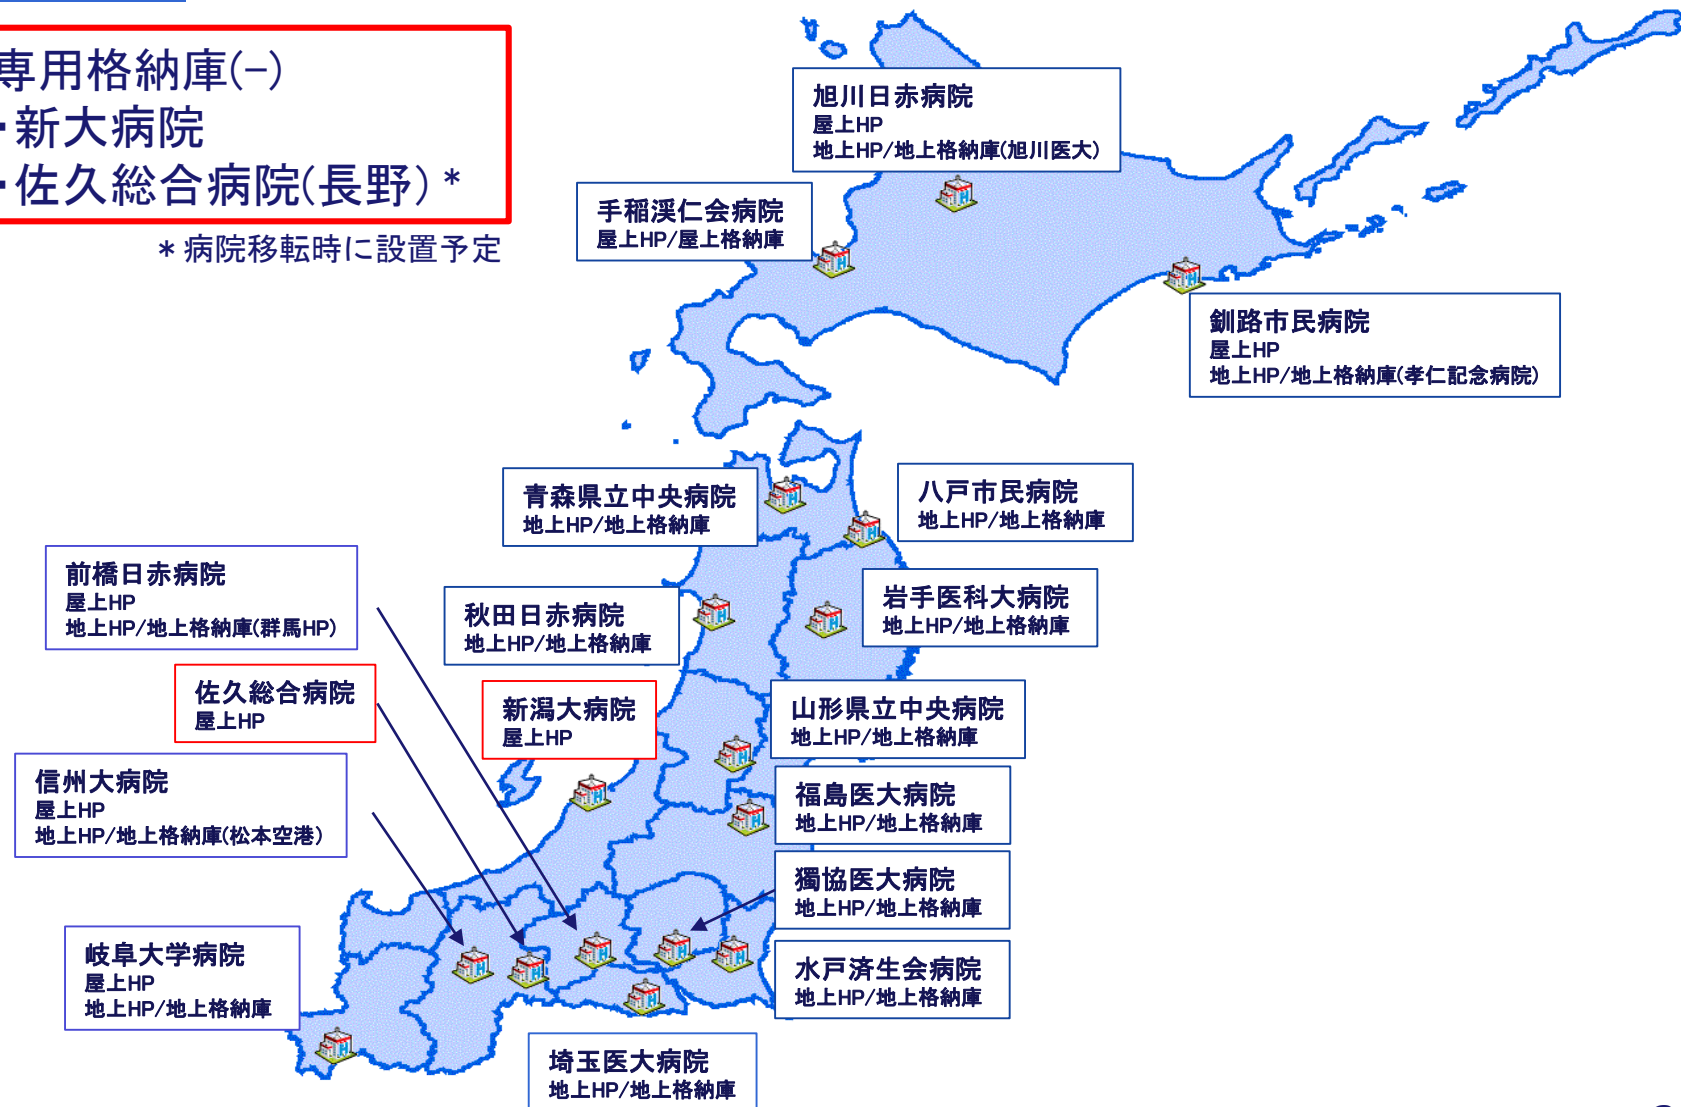 専用格納庫(-)
・新大病院
・佐久総合病院(長野)*
*病院移転時に設置予定
旭川日赤病院
屋上HP
地上HP/地上格納庫(旭川医大)
手稲渓仁会病院
屋上HP/屋上格納庫
釧路市民病院
屋上HP
地上HP/地上格納庫(孝仁記念病院)
青森県立中央病院
地上HP/地上格納庫
八戸市民病院
地上HP/地上格納庫
前橋日赤病院
屋上HP
地上HP/地上格納庫(群馬HP)
秋田日赤病院
地上HP/地上格納庫
岩手医科大病院
地上HP/地上格納庫
佐久総合病院
屋上HP
新潟大病院
屋上HP
山形県立中央病院
地上HP/地上格納庫
信州大病院
屋上HP
地上HP/地上格納庫(松本空港)
福島医大病院
地上HP/地上格納庫
獨協医大病院
地上HP/地上格納庫
岐阜大学病院
屋上HP
地上HP/地上格納庫
水戸済生会病院
地上HP/地上格納庫
埼玉医大病院
地上HP/地上格納庫